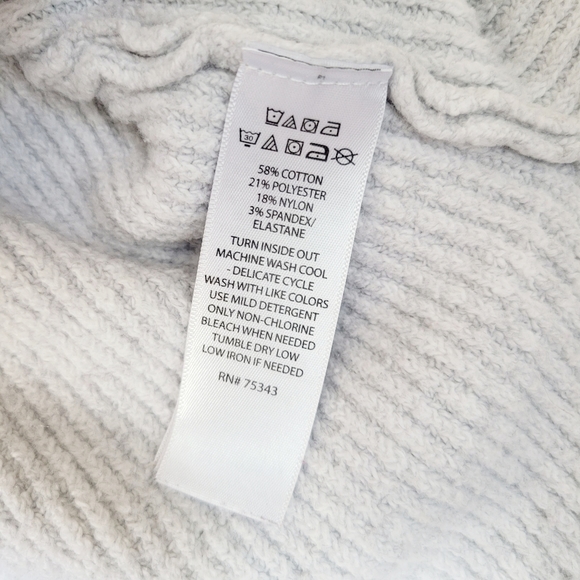 30
58% COTTON
21% POLYESTER
18% NYLON
3% SPANDEX/
ELASTANE
TURN INSIDE OUT
MACHINE WASH COOL
- DELICATE CYCLE
WASH WITH LIKE COLORS
USE MILD DETERGENT
ONLY NON-CHLORINE
BLEACH WHEN NEEDED
TUMBLE DRY LOW
LOW IRON IF NEEDED
RN# 75343